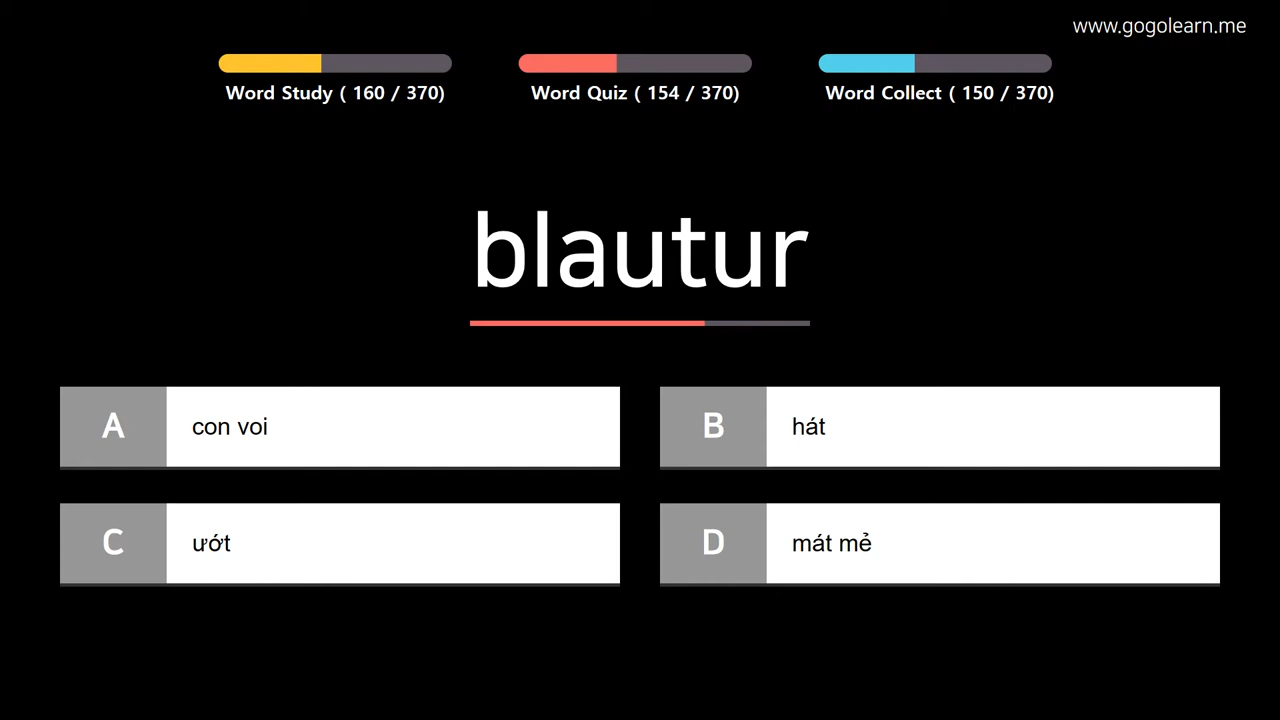 www.gogolearn.me
Word Study ( 160 / 370)
Word Quiz ( 154 / 370)
Word Collect ( 150 / 370)
blautur
A con voi
B hát
C ướt
D mát mẻ